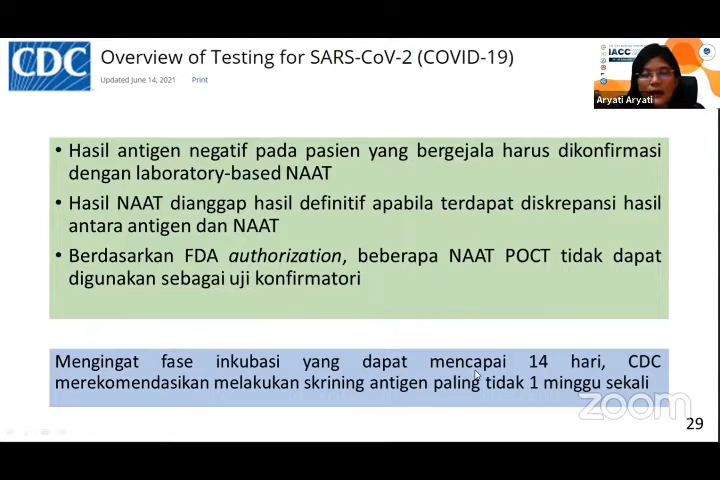 CDC
Overview of Testing for SARS-CoV-2 (COVID-19)
Updated June 14, 2021 Print
IACC
Aryati Aryati
• Hasil antigen negatif pada pasien yang bergejala harus dikonfirmasi
dengan laboratory-based NAAT
• Hasil NAAT dianggap hasil definitif apabila terdapat diskrepansi hasil
antara antigen dan NAAT
• Berdasarkan FDA authorization, beberapa NAAT POCT tidak dapat
digunakan sebagai uji konfirmatori
Mengingat fase inkubasi yang dapat mencapai 14 hari, CDC
merekomendasikan melakukan skrining antigen paling tidak 1 minggu sekali
zoom
29